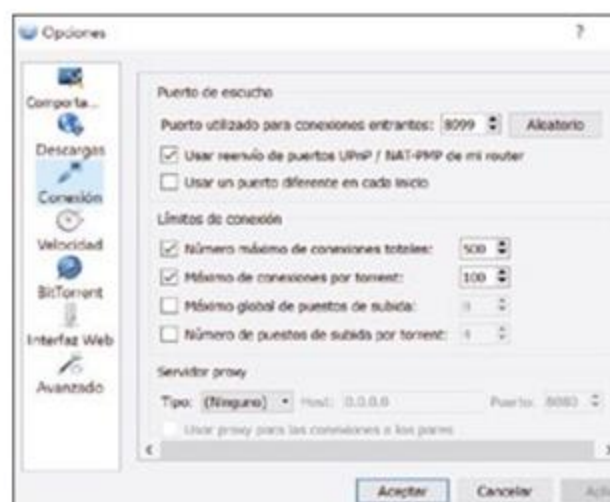 Opciones ?
Comporta...
Descargas
Conexión
Velocidad
BitTorrent
Interfaz Web
Avanzado
Puerto de escucha
Puerto utilizado para conexiones entrantes: 8099 Aleatorio
Usar reenvío de puertos UPnP / NAT-PMP de mi router
Usar un puerto diferente en cada inicio
Límites de conexión
Número máximo de conexiones totales: 500
Máximo de conexiones por torrent: 100
Máximo global de puestos de subida:
Número de puestos de subida por torrent: 4
Servidor proxy
Tipo: (Ninguno) Host: 0.0.0.0 Puerto: 8080
Usar proxy para las conexiones a los pares
Aceptar Cancelar